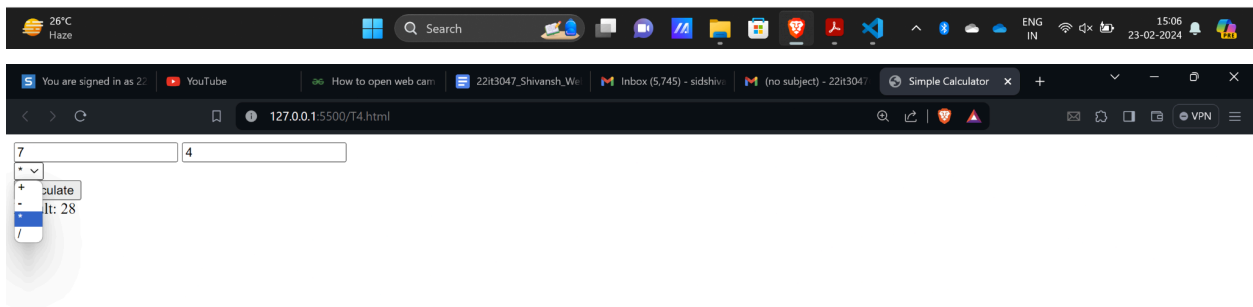 26°C
Haze
Search
ENG
IN
15:06
23-02-2024
PRE
S You are signed in as 22
YouTube
How to open web cam
22it3047_Shivansh_We
Inbox (5,745) - sidshiva
(no subject) - 22it3047
Simple Calculator
127.0.0.1:5500/T4.html
VPN
7 4
*
+
culate
-
lt: 28
*
/